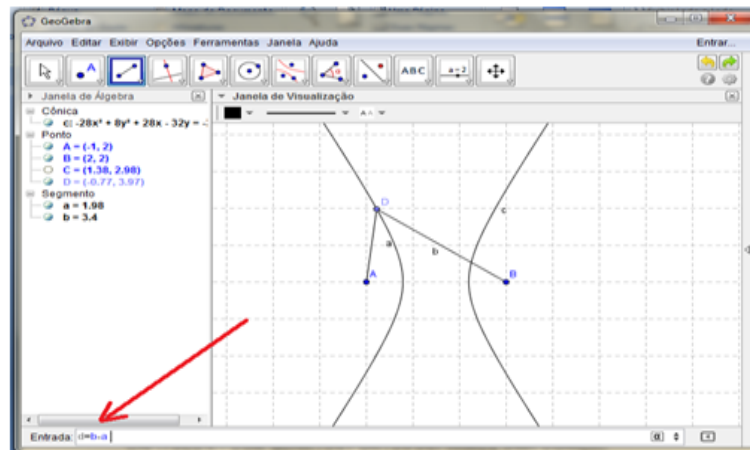 GeoGebra
Arquivo Editar Exibir Opções Ferramentas Janela Ajuda
Entrar...
A
ABC
a=2
Janela de Álgebra
Janela de Visualização
Cônica
c: -28x² + 8y² + 28x - 32y = -
Ponto
A = (-1, 2)
B = (2, 2)
C = (1.38, 2.98)
D = (-0.77, 3.97)
Segmento
a = 1.98
b = 3.4
D
c
a
b
A
B
Entrada: d=b-a
α